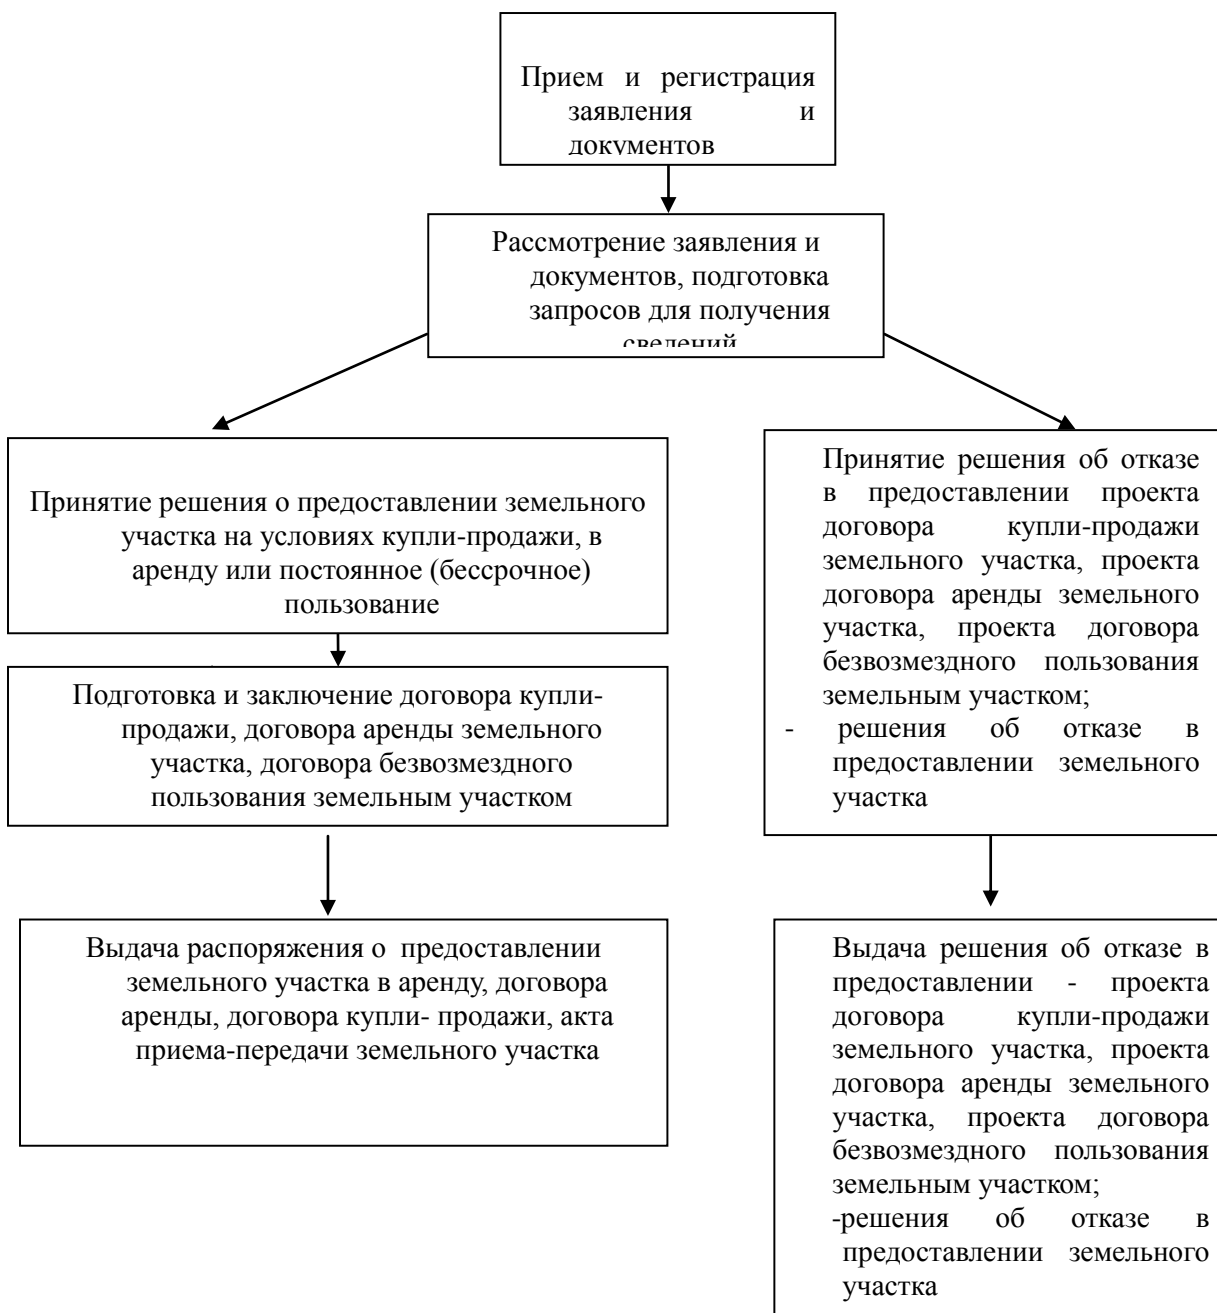 Прием и регистрация
заявления и
документов
Рассмотрение заявления и
документов, подготовка
запросов для получения
сведений
Принятие решения о предоставлении земельного
участка на условиях купли-продажи, в
аренду или постоянное (бессрочное)
пользование
Подготовка и заключение договора купли-
продажи, договора аренды земельного
участка, договора безвозмездного
пользования земельным участком
Выдача распоряжения о предоставлении
земельного участка в аренду, договора
аренды, договора купли- продажи, акта
приема-передачи земельного участка
Принятие решения об отказе
в предоставлении проекта
договора купли-продажи
земельного участка, проекта
договора аренды земельного
участка, проекта договора
безвозмездного пользования
земельным участком;
- решения об отказе в
предоставлении земельного
участка
Выдача решения об отказе в
предоставлении - проекта
договора купли-продажи
земельного участка, проекта
договора аренды земельного
участка, проекта договора
безвозмездного пользования
земельным участком;
-решения об отказе в
предоставлении земельного
участка